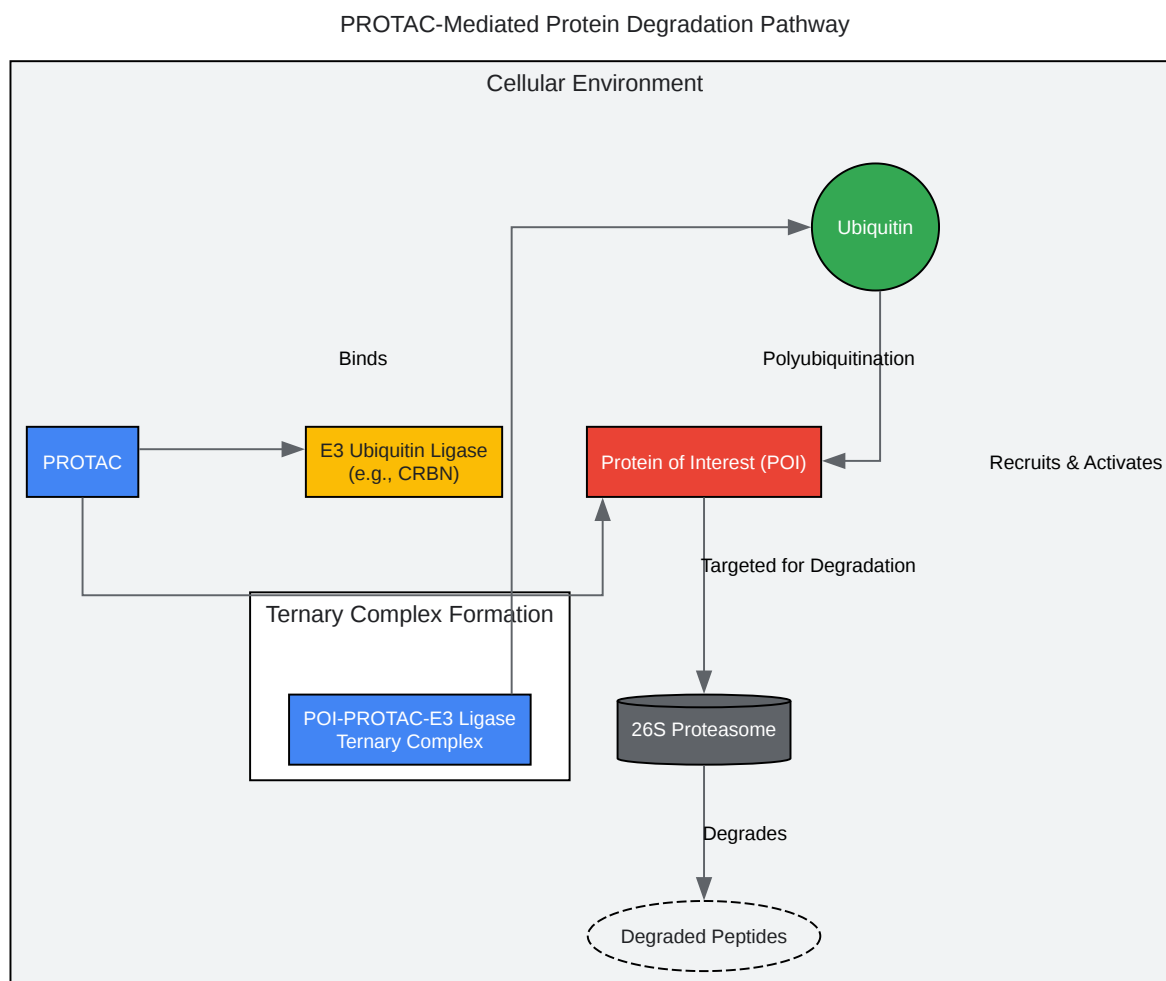 PROTAC-Mediated Protein Degradation Pathway
Cellular Environment
Ubiquitin
Binds
Polyubiquitination
PROTAC
E3 Ubiquitin Ligase
(e.g., CRBN)
Protein of Interest (POI)
Recruits & Activates
Targeted for Degradation
Ternary Complex Formation
POI-PROTAC-E3 Ligase
Ternary Complex
26S Proteasome
Degrades
Degraded Peptides